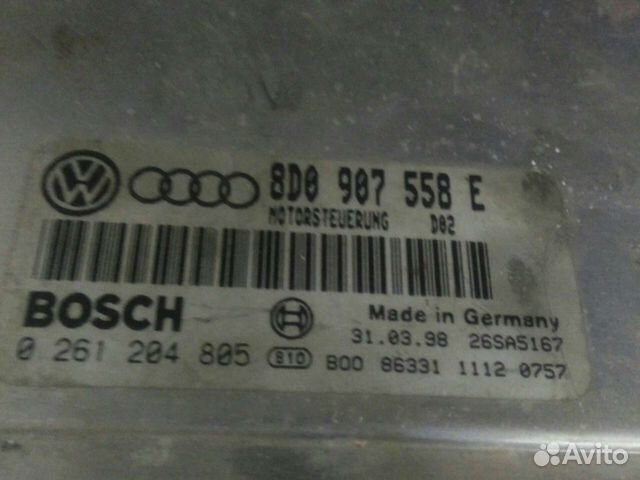 8D0 907 558 E
MOTORSTEUERUNG D02
BOSCH
Made in Germany
31.03.98 26SA5167
0 261 204 805 S10 B00 86331 1112 0757
Avito